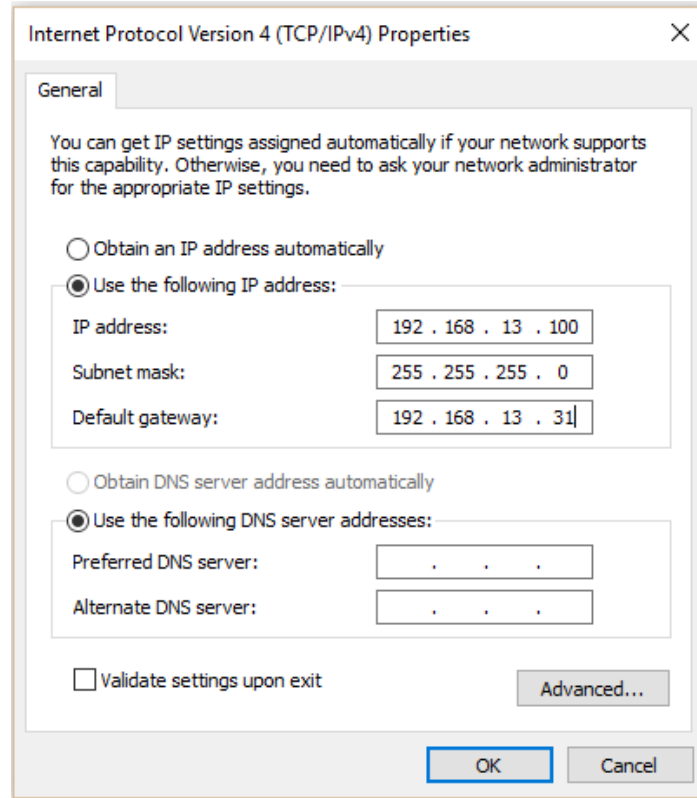 Internet Protocol Version 4 (TCP/IPv4) Properties
General
You can get IP settings assigned automatically if your network supports
this capability. Otherwise, you need to ask your network administrator
for the appropriate IP settings.
Obtain an IP address automatically
Use the following IP address:
IP address: 192 . 168 . 13 . 100
Subnet mask: 255 . 255 . 255 . 0
Default gateway: 192 . 168 . 13 . 31
Obtain DNS server address automatically
Use the following DNS server addresses:
Preferred DNS server: . . .
Alternate DNS server: . . .
Validate settings upon exit
Advanced...
OK Cancel